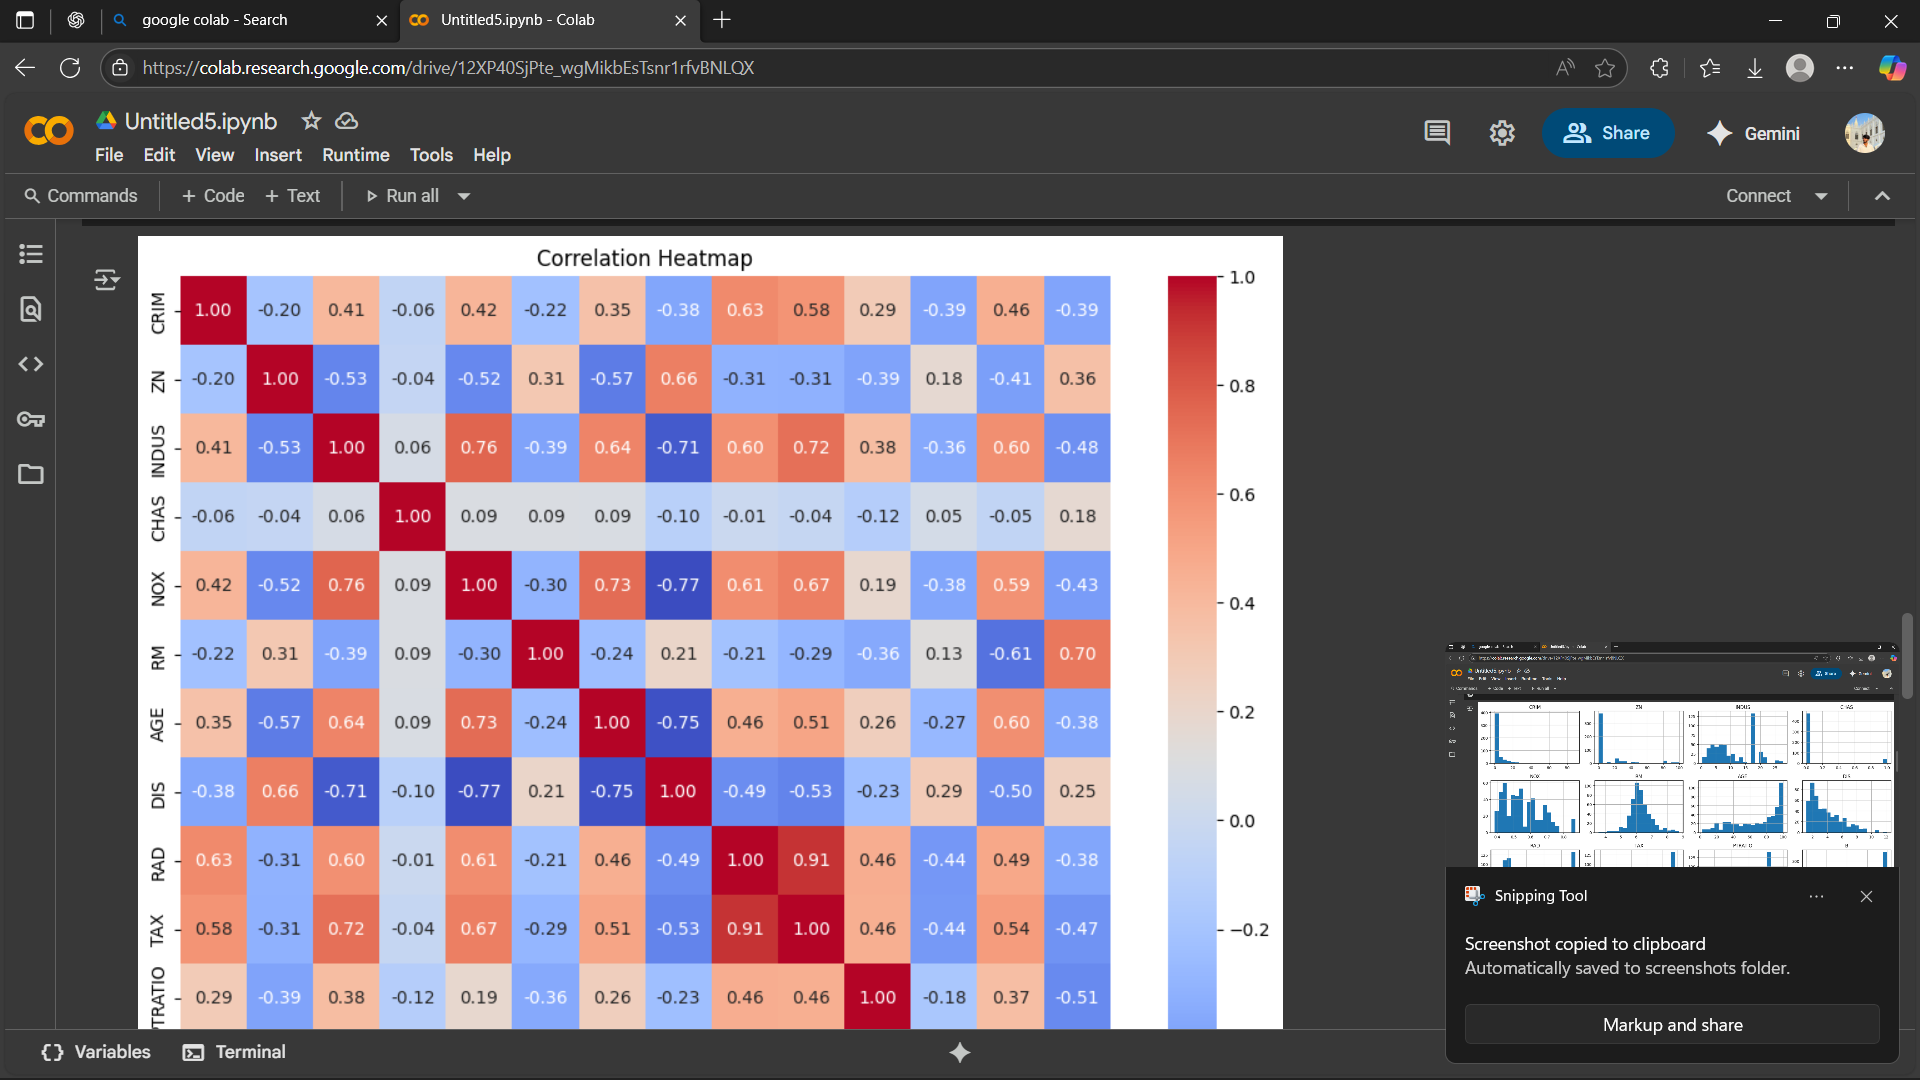 google colab - Search
Untitled5.ipynb - Colab
https://colab.research.google.com/drive/12XP40SjPte_wgMikbEsTsnr1rfvBNLQX
Untitled5.ipynb
File Edit View Insert Runtime Tools Help
Share
Gemini
Commands + Code + Text Run all
Connect
Correlation Heatmap
CRIM 1.00 -0.20 0.41 -0.06 0.42 -0.22 0.35 -0.38 0.63 0.58 0.29 -0.39 0.46 -0.39
ZN -0.20 1.00 -0.53 -0.04 -0.52 0.31 -0.57 0.66 -0.31 -0.31 -0.39 0.18 -0.41 0.36
INDUS 0.41 -0.53 1.00 0.06 0.76 -0.39 0.64 -0.71 0.60 0.72 0.38 -0.36 0.60 -0.48
CHAS -0.06 -0.04 0.06 1.00 0.09 0.09 0.09 -0.10 -0.01 -0.04 -0.12 0.05 -0.05 0.18
NOX 0.42 -0.52 0.76 0.09 1.00 -0.30 0.73 -0.77 0.61 0.67 0.19 -0.38 0.59 -0.43
RM -0.22 0.31 -0.39 0.09 -0.30 1.00 -0.24 0.21 -0.21 -0.29 -0.36 0.13 -0.61 0.70
AGE 0.35 -0.57 0.64 0.09 0.73 -0.24 1.00 -0.75 0.46 0.51 0.26 -0.27 0.60 -0.38
DIS -0.38 0.66 -0.71 -0.10 -0.77 0.21 -0.75 1.00 -0.49 -0.53 -0.23 0.29 -0.50 0.25
RAD 0.63 -0.31 0.60 -0.01 0.61 -0.21 0.46 -0.49 1.00 0.91 0.46 -0.44 0.49 -0.38
TAX 0.58 -0.31 0.72 -0.04 0.67 -0.29 0.51 -0.53 0.91 1.00 0.46 -0.44 0.54 -0.47
TRATIO 0.29 -0.39 0.38 -0.12 0.19 -0.36 0.26 -0.23 0.46 0.46 1.00 -0.18 0.37 -0.51
1.0
0.8
0.6
0.4
0.2
0.0
−0.2
CRIM ZN INDUS CHAS
NOX RM AGE DIS
RAD TAX PTRATIO B
Snipping Tool
Screenshot copied to clipboard
Automatically saved to screenshots folder.
Markup and share
Variables Terminal